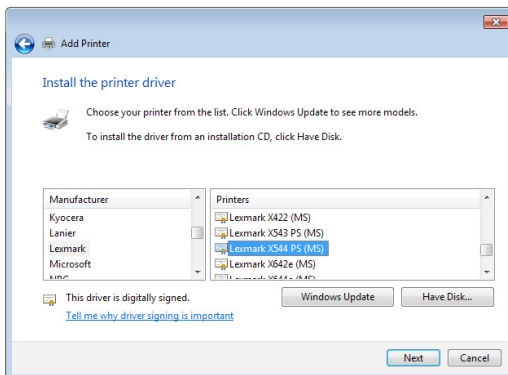 Add Printer
Install the printer driver
Choose your printer from the list. Click Windows Update to see more models.
To install the driver from an installation CD, click Have Disk.
Manufacturer
Kyocera
Lanier
Lexmark
Microsoft
Printers
Lexmark X422 (MS)
Lexmark X543 PS (MS)
Lexmark X544 PS (MS)
Lexmark X642e (MS)
This driver is digitally signed.
Tell me why driver signing is important
Windows Update
Have Disk...
Next
Cancel